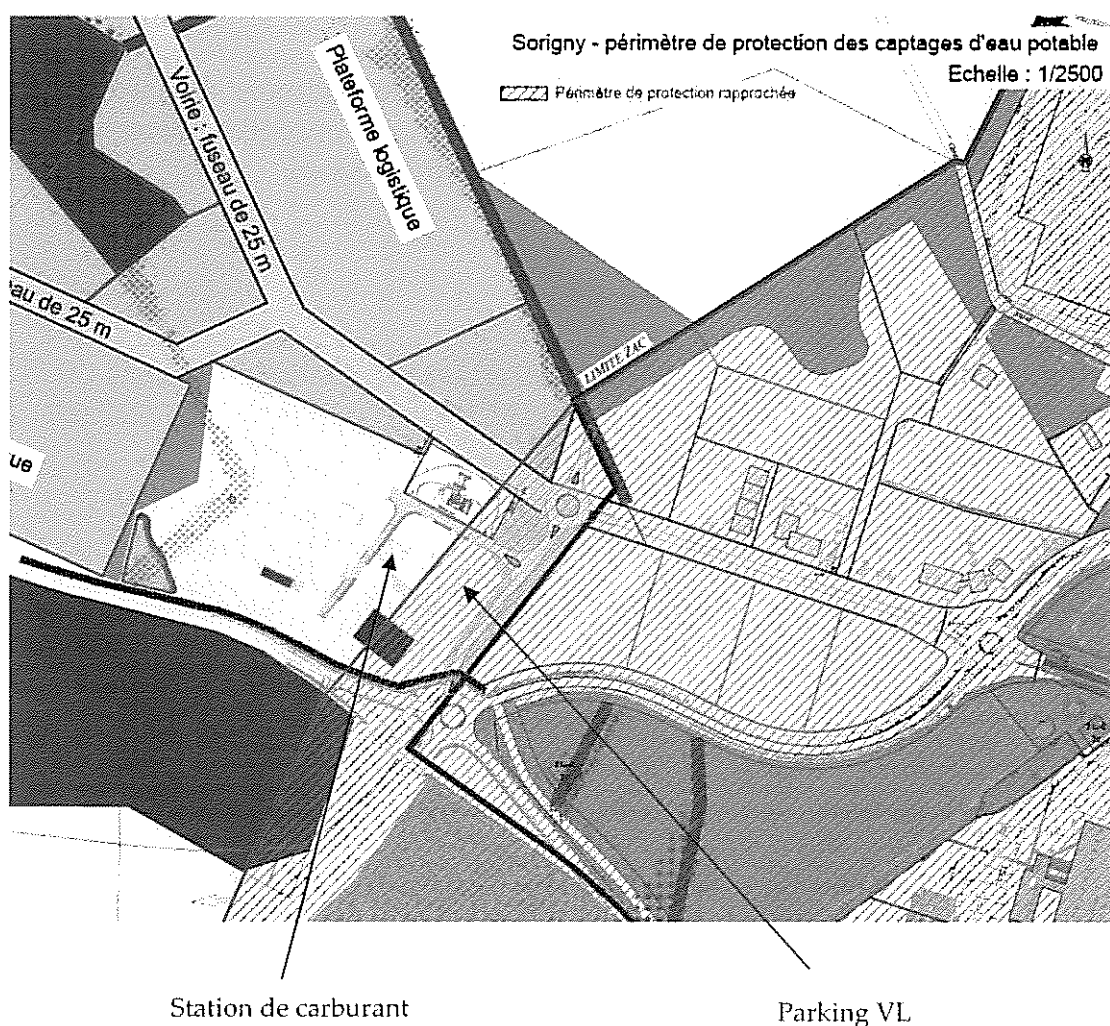 Sorigny - périmètre de protection des captages d'eau potable
Echelle : 1/2500
Périmètre de protection rapprochée
Voirie : fuseau de 25 m
Plateforme logistique
eau de 25 m
LIMITE ZAC
que
Station de carburant
Parking VL